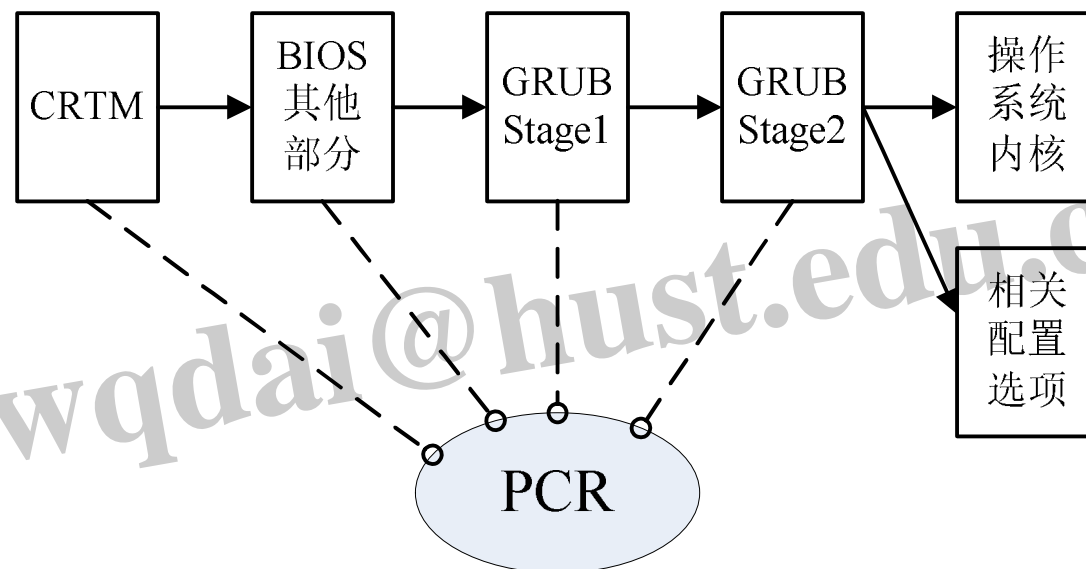 CRTM
BIOS
其他
部分
GRUB
Stage1
GRUB
Stage2
操作
系统
内核
相关
配置
选项
PCR
wqdai@hust.edu.c